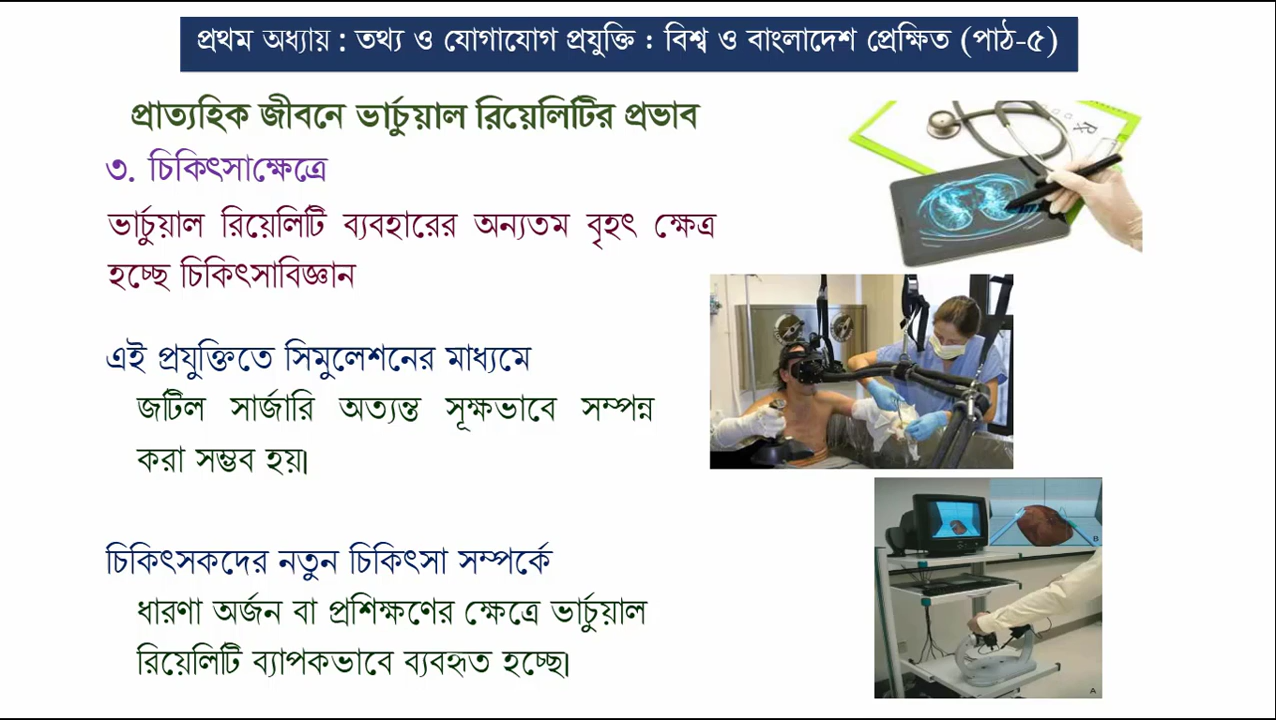 প্রথম অধ্যায় : তথ্য ও যোগাযোগ প্রযুক্তি : বিশ্ব ও বাংলাদেশ প্রেক্ষিত (পাঠ-৫)
প্রাত্যহিক জীবনে ভার্চুয়াল রিয়েলিটির প্রভাব
৩. চিকিৎসাক্ষেত্রে
ভার্চুয়াল রিয়েলিটি ব্যবহারের অন্যতম বৃহৎ ক্ষেত্র
হচ্ছে চিকিৎসাবিজ্ঞান
এই প্রযুক্তিতে সিমুলেশনের মাধ্যমে
জটিল সার্জারি অত্যন্ত সূক্ষভাবে সম্পন্ন
করা সম্ভব হয়।
চিকিৎসকদের নতুন চিকিৎসা সম্পর্কে
ধারণা অর্জন বা প্রশিক্ষণের ক্ষেত্রে ভার্চুয়াল
রিয়েলিটি ব্যাপকভাবে ব্যবহৃত হচ্ছে।
B
A